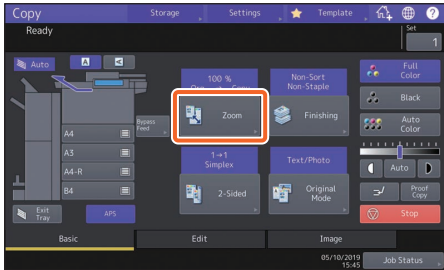 Copy
Storage
Settings
Template
?
Ready
Set
1
Auto
A
A
100 %
Non-Sort
Non-Staple
Full
Color
Zoom
Finishing
Black
Bypass
Feed
Auto
Color
A4
A3
A4-R
B4
1→1
Simplex
Text/Photo
Auto
2-Sided
Original
Mode
Proof
Copy
Exit
Tray
APS
Stop
Basic
Edit
Image
05/10/2019
15:45
Job Status